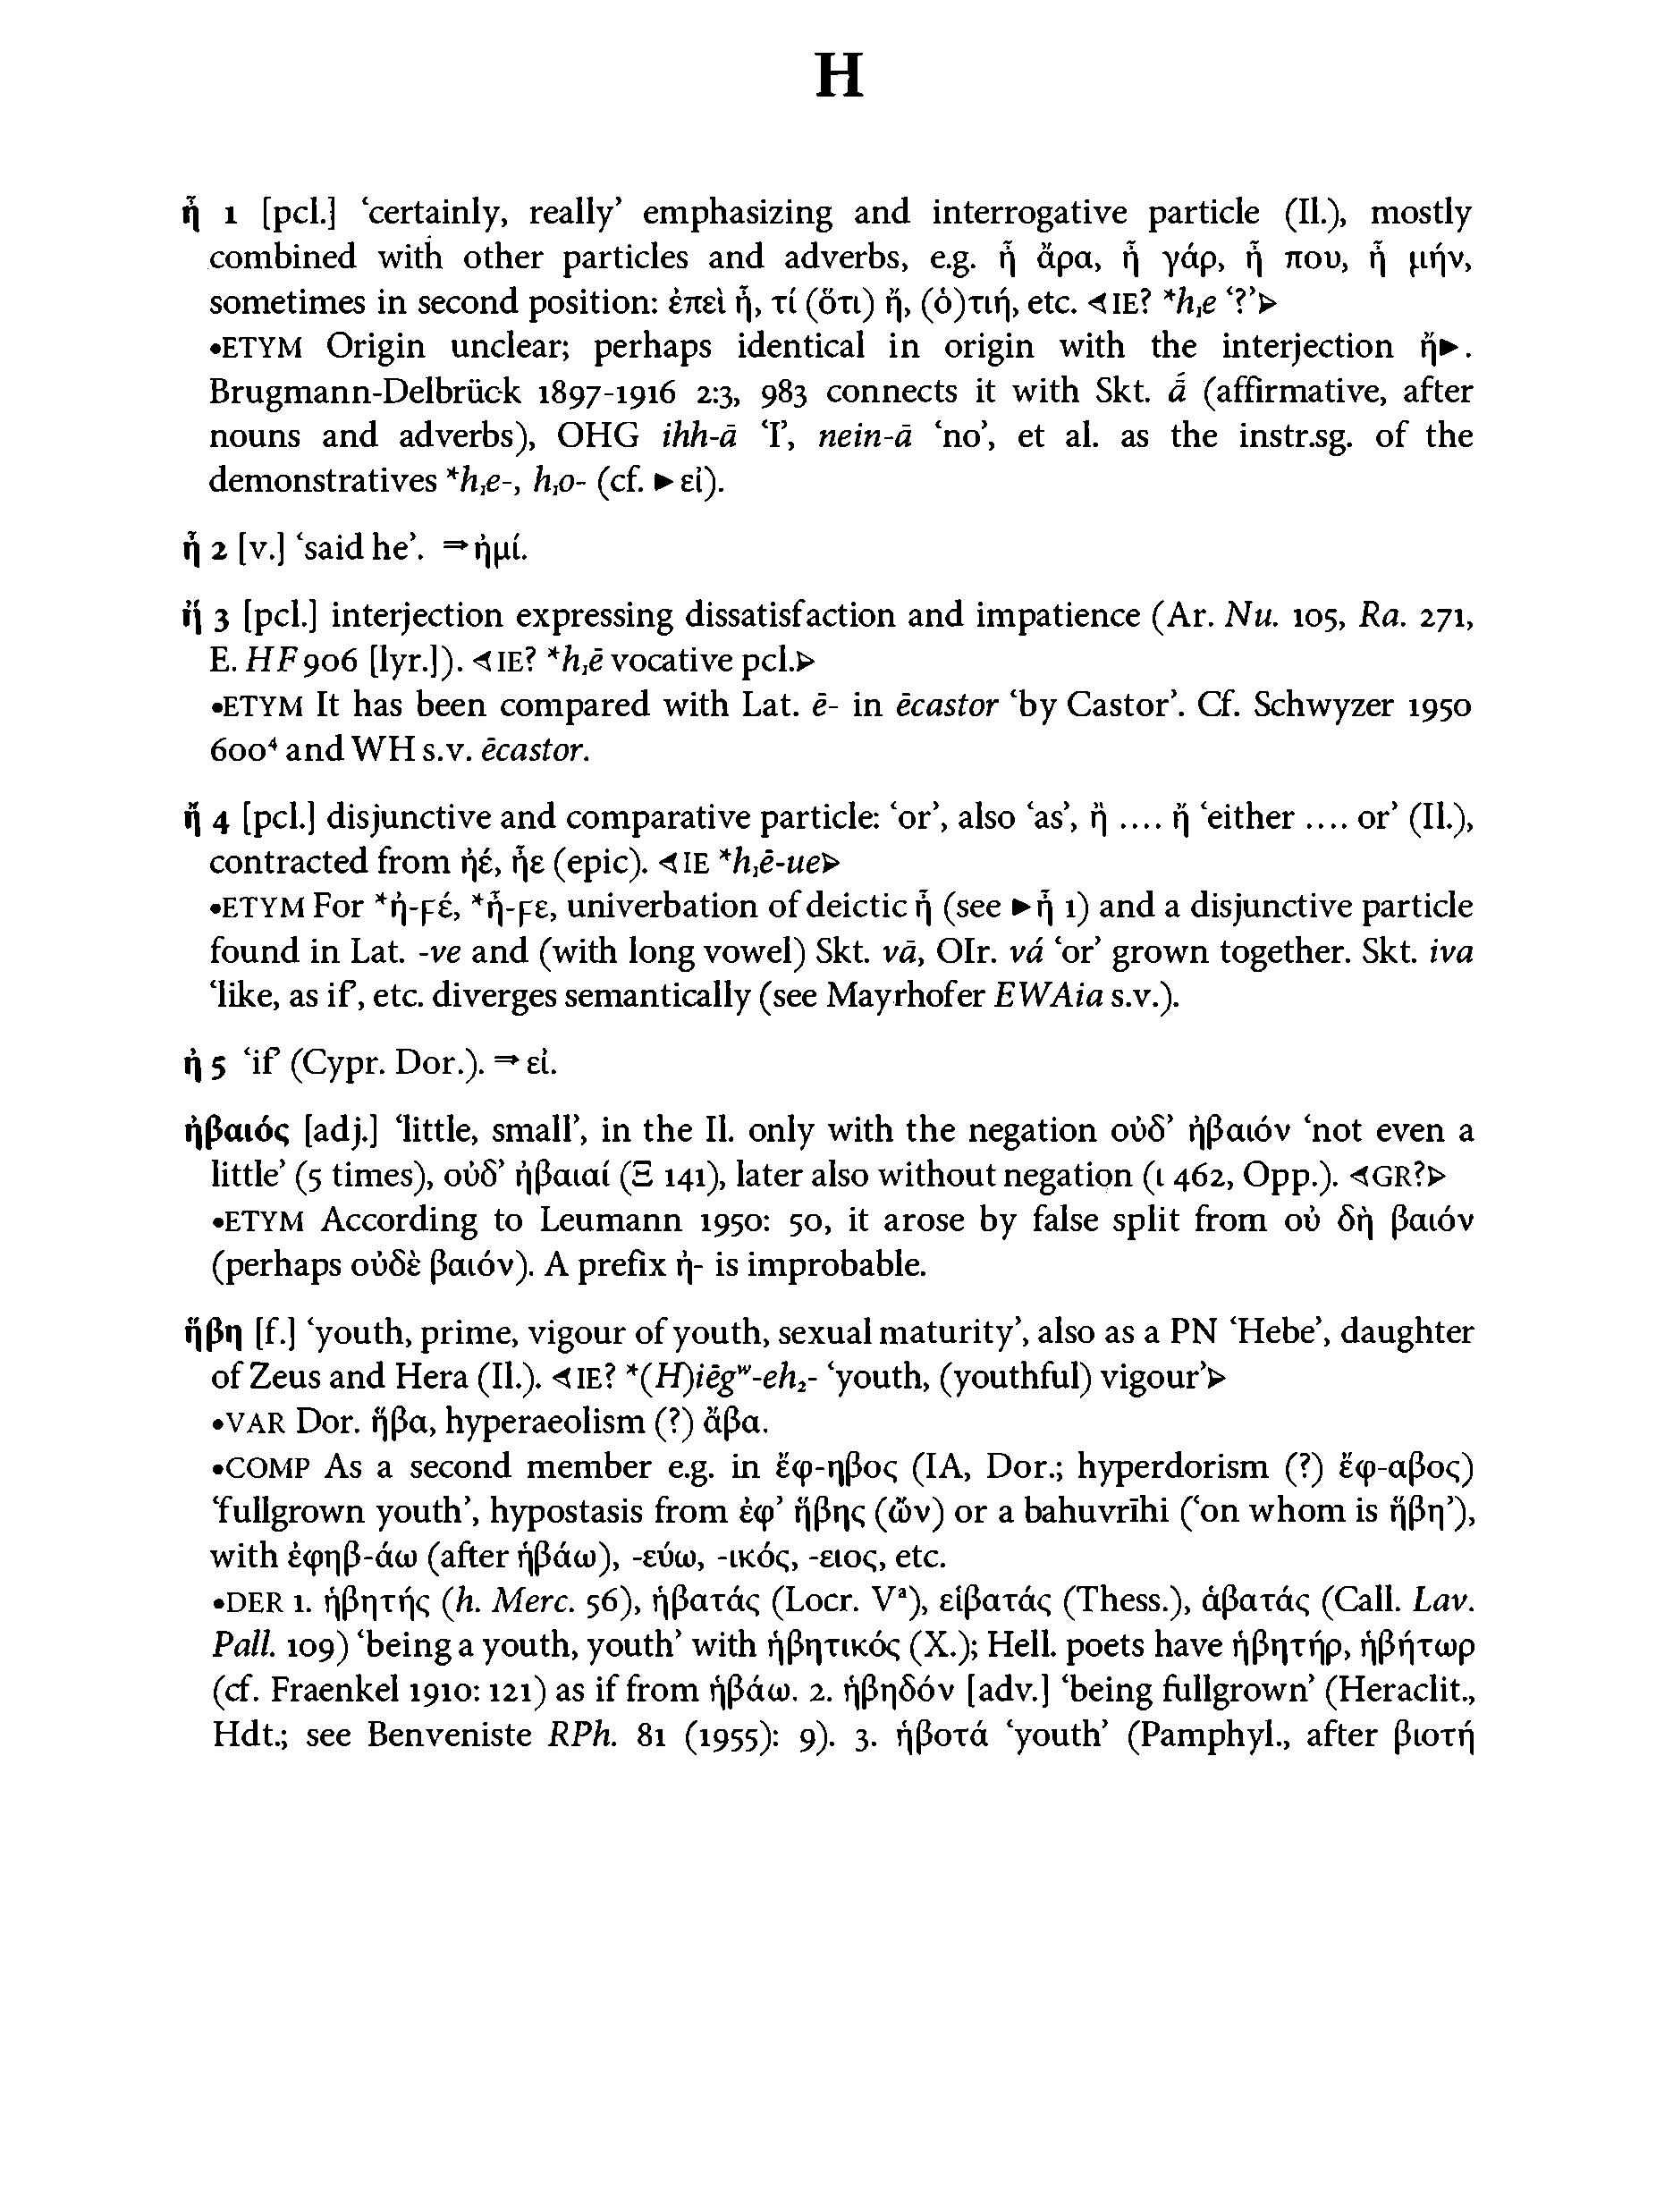 H
ἦ 1 [pcl.] ‘certainly, really’ emphasizing and interrogative particle (Il.), mostly
combined with other particles and adverbs, e.g. ἦ ἄρα, ἦ γάρ, ἦ που, ἦ μήν,
sometimes in second position: ἐπεὶ ἦ, τί (ὅτι) ἤ, (ὁ)τιή, etc. ⊲IE? *h₁e ‘?’⊳
•ETYM Origin unclear; perhaps identical in origin with the interjection ἤ►.
Brugmann-Delbrück 1897-1916 2:3, 983 connects it with Skt. ā́ (affirmative, after
nouns and adverbs), OHG ihh-ā ‘I’, nein-ā ‘no’, et al. as the instr.sg. of the
demonstratives *h₁e-, h₁o- (cf. ►εἰ).
ἦ 2 [v.] ‘said he’. ⇒ἠμί.
ἤ 3 [pcl.] interjection expressing dissatisfaction and impatience (Ar. Nu. 105, Ra. 271,
E. HF 906 [lyr.]). ⊲IE? *h₁ē vocative pcl.⊳
•ETYM It has been compared with Lat. ē- in ēcastor ‘by Castor’. Cf. Schwyzer 1950
600⁴ and WH s.v. ēcastor.
ἤ 4 [pcl.] disjunctive and comparative particle: ‘or’, also ‘as’, ἢ .... ἤ ‘either .... or’ (Il.),
contracted from ἠέ, ἦε (epic). ⊲IE *h₁ē-ue⊳
•ETYM For *ἠ-ϝέ, *ἦ-ϝε, univerbation of deictic ἦ (see ►ἦ 1) and a disjunctive particle
found in Lat. -ve and (with long vowel) Skt. vā, OIr. vá ‘or’ grown together. Skt. iva
‘like, as if’, etc. diverges semantically (see Mayrhofer EWAia s.v.).
ἠ 5 ‘if’ (Cypr. Dor.). ⇒εἰ.
ἠβαιός [adj.] ‘little, small’, in the Il. only with the negation οὐδ’ ἠβαιόν ‘not even a
little’ (5 times), οὐδ’ ἠβαιαί (Ξ 141), later also without negation (ι 462, Opp.). ⊲GR?⊳
•ETYM According to Leumann 1950: 50, it arose by false split from οὐ δὴ βαιόν
(perhaps οὐδὲ βαιόν). A prefix ἠ- is improbable.
ἥβη [f.] ‘youth, prime, vigour of youth, sexual maturity’, also as a PN ‘Hebe’, daughter
of Zeus and Hera (Il.). ⊲IE? *(H)iēgʷ-eh₂- ‘youth, (youthful) vigour’⊳
•VAR Dor. ἥβα, hyperaeolism (?) ἄβα.
•COMP As a second member e.g. in ἔφ-ηβος (IA, Dor.; hyperdorism (?) ἔφ-αβος)
‘fullgrown youth’, hypostasis from ἐφ’ ἥβης (ὤν) or a bahuvrīhi (‘on whom is ἥβη’),
with ἐφηβ-άω (after ἡβάω), -εύω, -ικός, -ειος, etc.
•DER 1. ἡβητής (h. Merc. 56), ἡβατάς (Locr. Vᵃ), εἰβατάς (Thess.), ἁβατάς (Call. Lav.
Pall. 109) ‘being a youth, youth’ with ἡβητικός (X.); Hell. poets have ἡβητήρ, ἡβήτωρ
(cf. Fraenkel 1910: 121) as if from ἡβάω. 2. ἡβηδόν [adv.] ‘being fullgrown’ (Heraclit.,
Hdt.; see Benveniste RPh. 81 (1955): 9). 3. ἡβοτά ‘youth’ (Pamphyl., after βιοτή